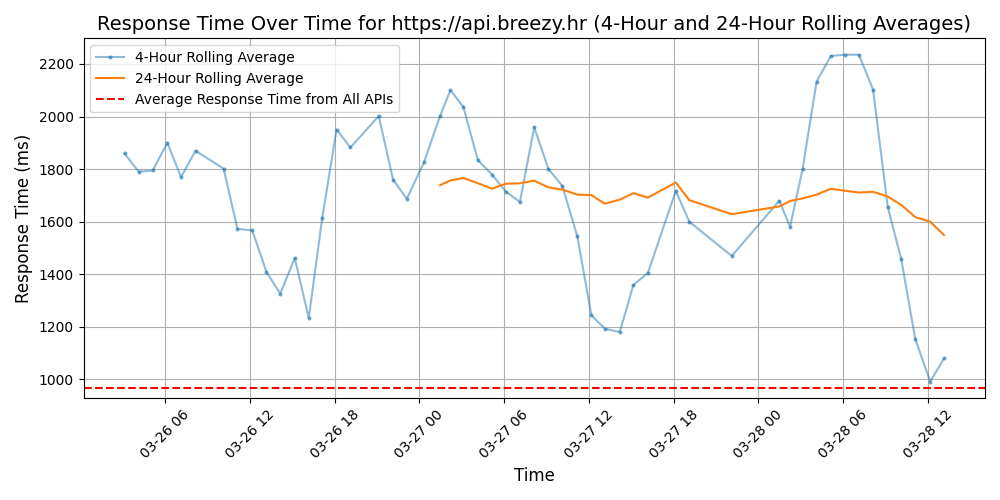 Response Time Over Time for https://api.breezy.hr (4-Hour and 24-Hour Rolling Averages)
4-Hour Rolling Average
24-Hour Rolling Average
Average Response Time from All APIs
Response Time (ms)
2200
2000
1800
1600
1400
1200
1000
03-26 06
03-26 12
03-26 18
03-27 00
03-27 06
03-27 12
03-27 18
03-28 00
03-28 06
03-28 12
Time